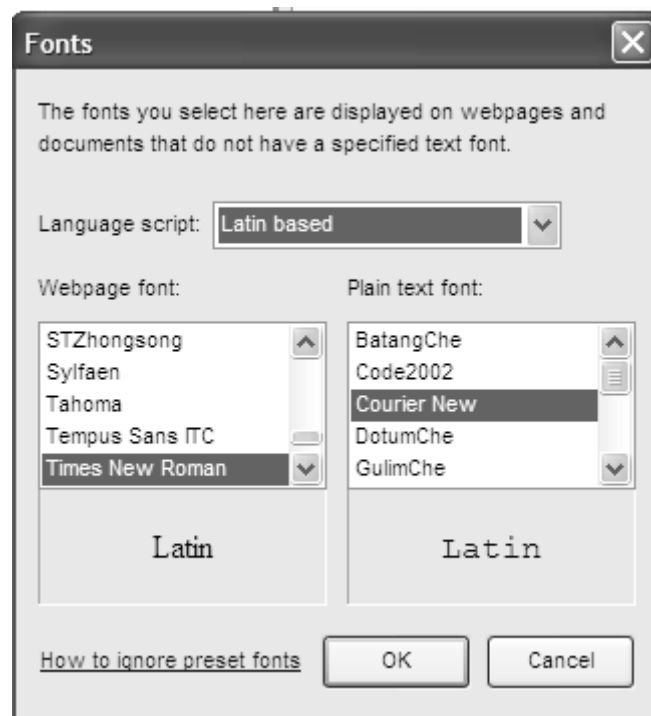 Fonts
The fonts you select here are displayed on webpages and
documents that do not have a specified text font.
Language script: Latin based
Webpage font:
STZhongsong
Sylfaen
Tahoma
Tempus Sans ITC
Times New Roman
Latin
Plain text font:
BatangChe
Code2002
Courier New
DotumChe
GulimChe
Latin
How to ignore preset fonts
OK
Cancel